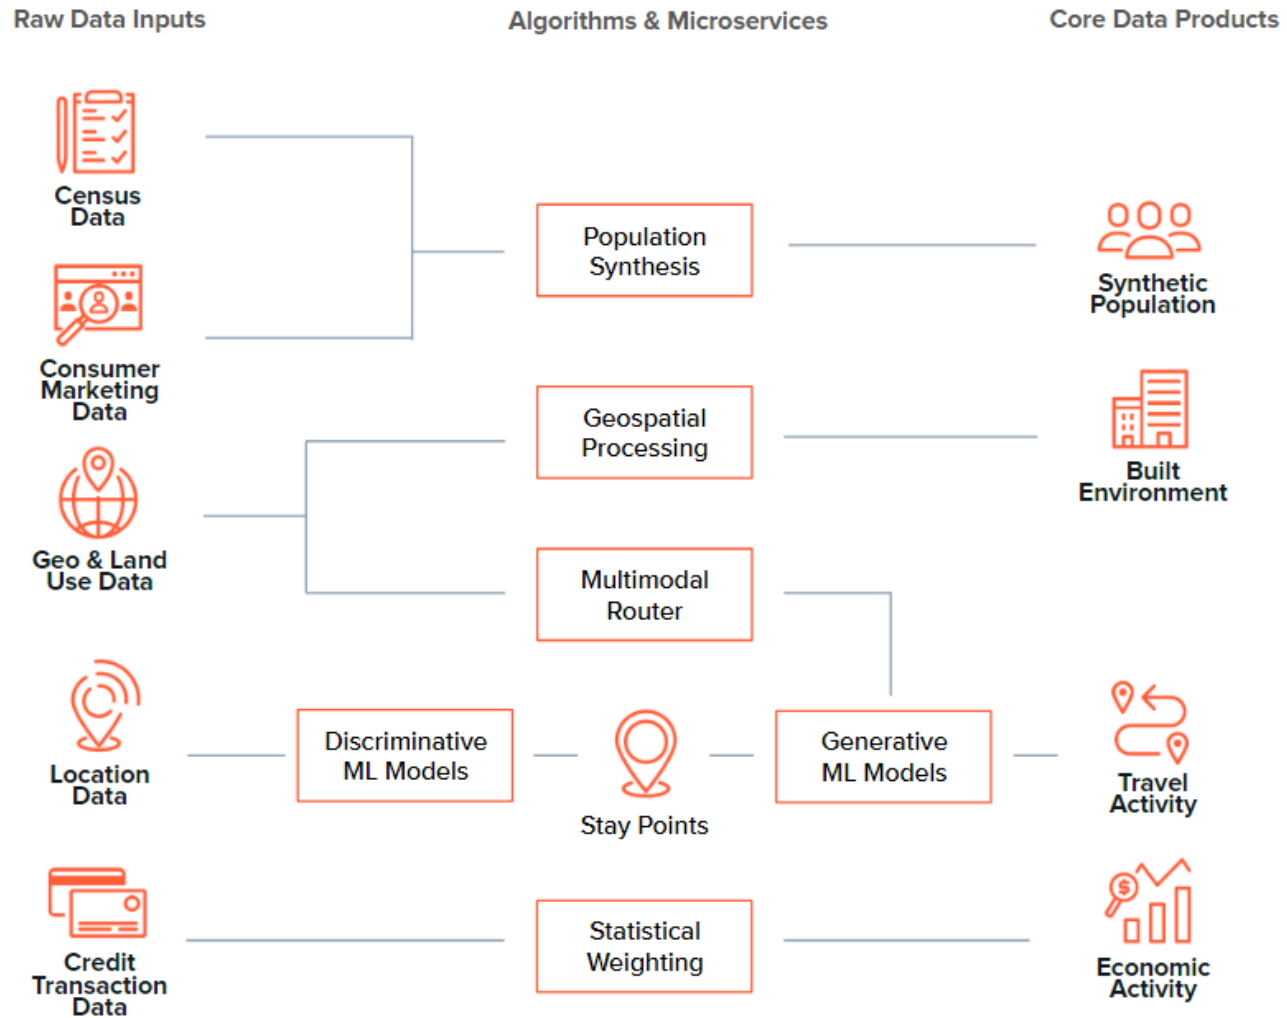 Raw Data Inputs
Algorithms & Microservices
Core Data Products
Census
Data
Population
Synthesis
Synthetic
Population
Consumer
Marketing
Data
Geospatial
Processing
Built
Environment
Geo & Land
Use Data
Multimodal
Router
Location
Data
Discriminative
ML Models
Stay Points
Generative
ML Models
Travel
Activity
Credit
Transaction
Data
Statistical
Weighting
$
Economic
Activity